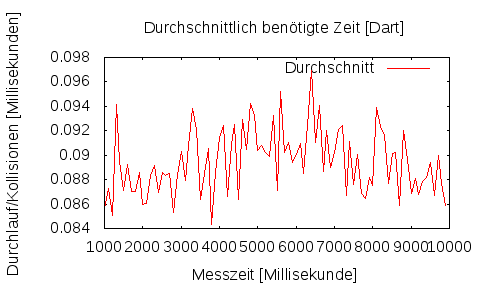 Durchschnittlich benötigte Zeit [Dart]
Durchlauf/Kollisionen [Millisekunden]
0.098
0.096
0.094
0.092
0.09
0.088
0.086
0.084
Durchschnitt
1000 2000 3000 4000 5000 6000 7000 8000 9000 10000
Messzeit [Millisekunde]